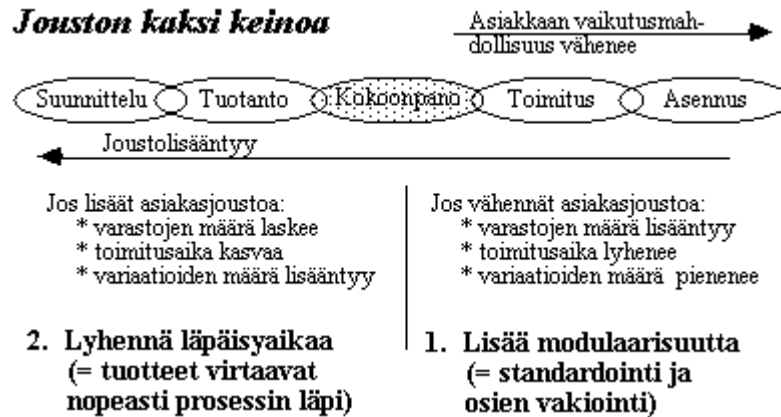 Jouston kaksi keinoa
Asiakkaan vaikutusmah-
dollisuus vähenee
Suunnittelu
Tuotanto
Kokoonpano
Toimitus
Asennus
Joustolisääntyy
Jos lisäät asiakasjoustoa:
* varastojen määrä laskee
* toimitusaika kasvaa
* variaatioiden määrä lisääntyy
2. Lyhennä läpäisyaikaa
(= tuotteet virtaavat
nopeasti prosessin läpi)
Jos vähennät asiakasjoustoa:
* varastojen määrä lisääntyy
* toimitusaika lyhenee
* variaatioiden määrä pienenee
1. Lisää modulaarisuutta
(= standardointi ja
osien vakiointi)